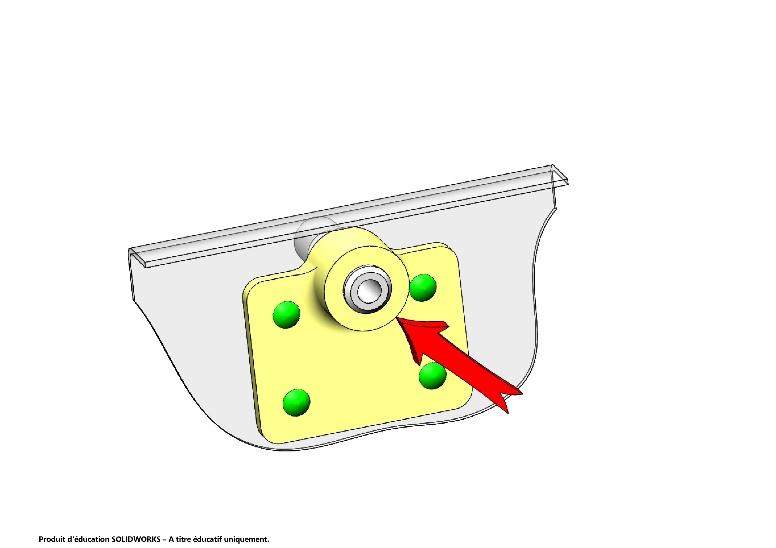 Produit d'éducation SOLIDWORKS – A titre éducatif uniquement.